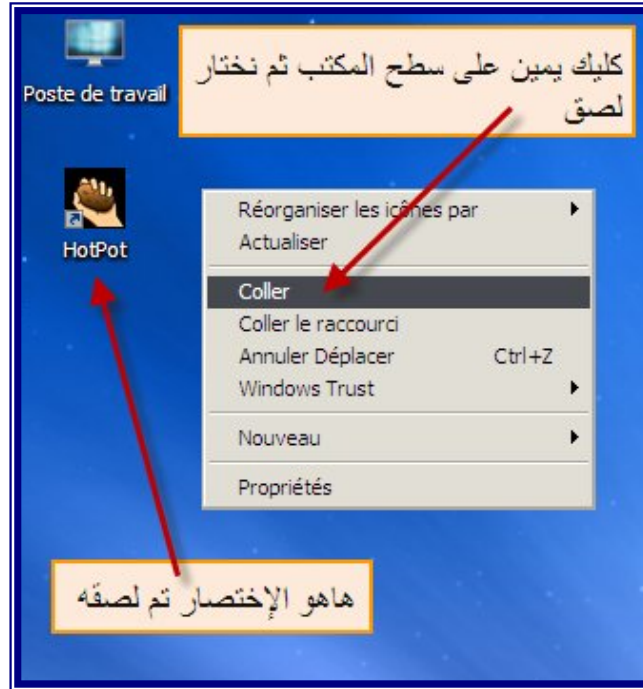 كليك يمين على سطح المكتب ثم نختار
لصق
Poste de travail
HotPot
Réorganiser les icônes par
Actualiser
Coller
Coller le raccourci
Annuler Déplacer Ctrl+Z
Windows Trust
Nouveau
Propriétés
هاهو الإختصار تم لصقه